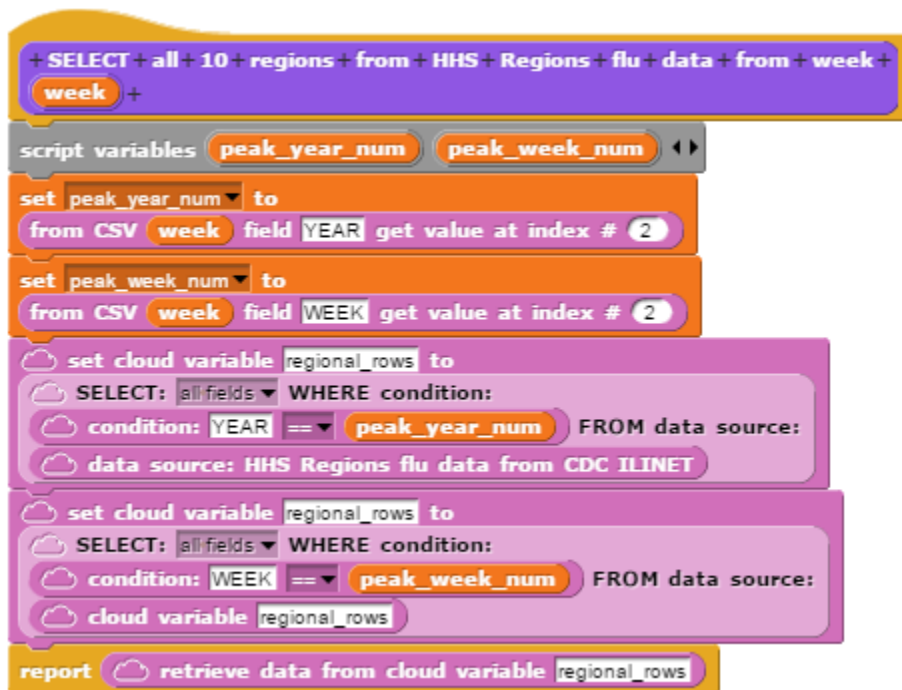 + SELECT + all + 10 + regions + from + HHS + Regions + flu + data + from + week +
week +
script variables peak_year_num peak_week_num
set peak_year_num to
from CSV week field YEAR get value at index # 2
set peak_week_num to
from CSV week field WEEK get value at index # 2
set cloud variable regional_rows to
SELECT: all fields WHERE condition:
condition: YEAR == peak_year_num FROM data source:
data source: HHS Regions flu data from CDC ILINET
set cloud variable regional_rows to
SELECT: all fields WHERE condition:
condition: WEEK == peak_week_num FROM data source:
cloud variable regional_rows
report retrieve data from cloud variable regional_rows